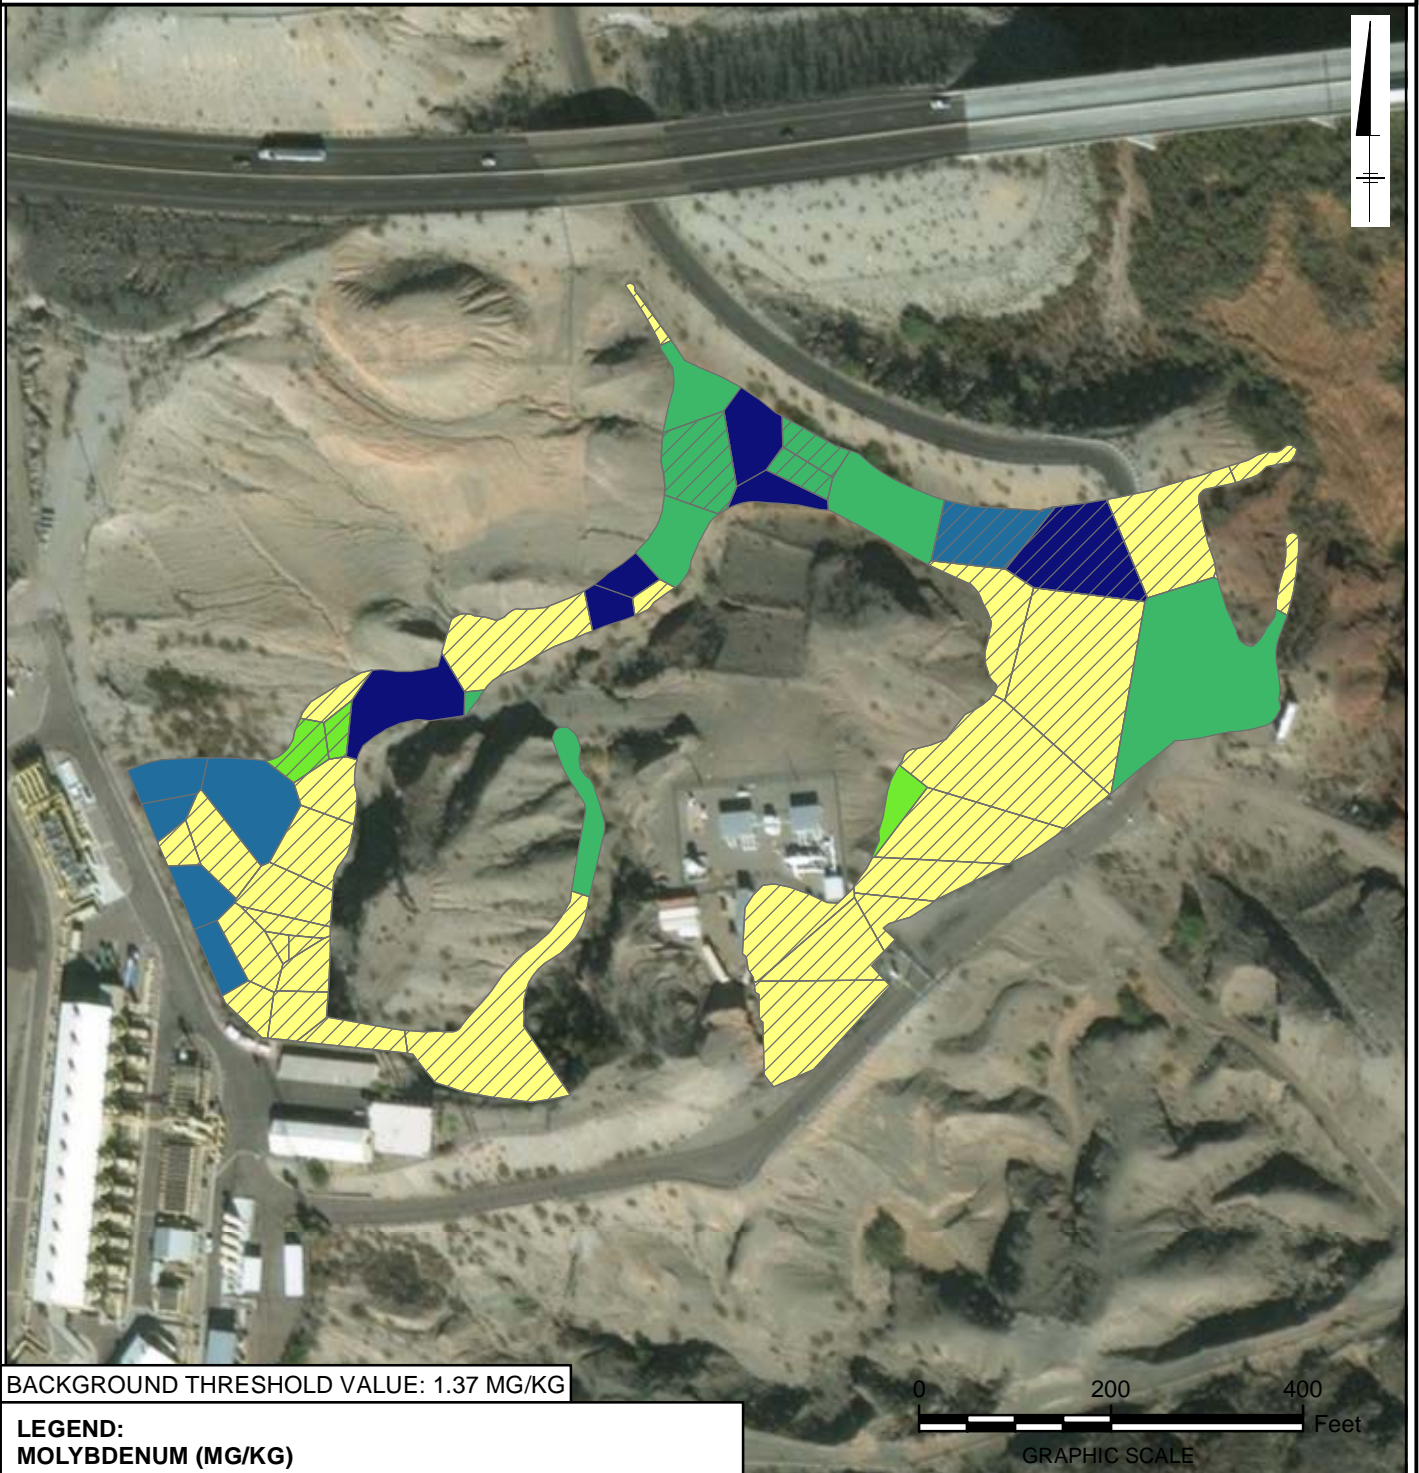 BACKGROUND THRESHOLD VALUE: 1.37 MG/KG
LEGEND:
MOLYBDENUM (MG/KG)
0 200 400
Feet
GRAPHIC SCALE